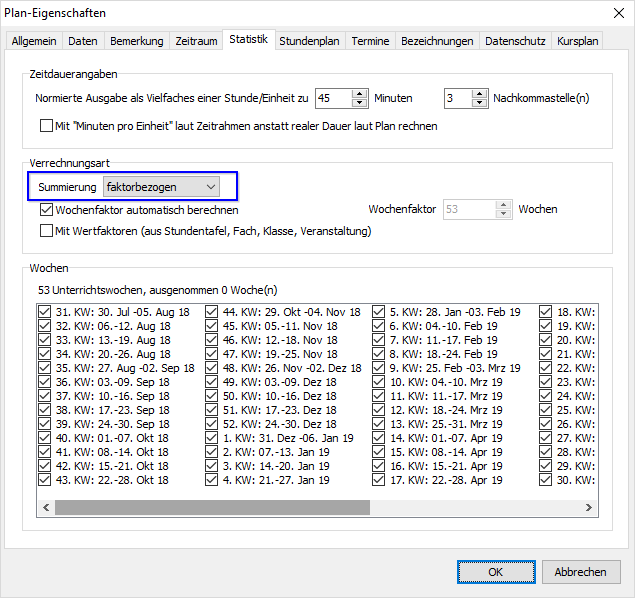 Plan-Eigenschaften
Allgemein Daten Bemerkung Zeitraum Statistik Stundenplan Termine Bezeichnungen Datenschutz Kursplan
Zeitdauerangaben
Normierte Ausgabe als Vielfaches einer Stunde/Einheit zu 45 Minuten 3 Nachkommastelle(n)
Mit "Minuten pro Einheit" laut Zeitrahmen anstatt realer Dauer laut Plan rechnen
Verrechnungsart
Summierung faktorbezogen
Wochenfaktor automatisch berechnen Wochenfaktor 53 Wochen
Mit Wertfaktoren (aus Stundentafel, Fach, Klasse, Veranstaltung)
Wochen
53 Unterrichtswochen, ausgenommen 0 Woche(n)
31. KW: 30. Jul -05. Aug 18 44. KW: 29. Okt -04. Nov 18 5. KW: 28. Jan -03. Feb 19 18. KW:
32. KW: 06.-12. Aug 18 45. KW: 05.-11. Nov 18 6. KW: 04.-10. Feb 19 19. KW:
33. KW: 13.-19. Aug 18 46. KW: 12.-18. Nov 18 7. KW: 11.-17. Feb 19 20. KW:
34. KW: 20.-26. Aug 18 47. KW: 19.-25. Nov 18 8. KW: 18.-24. Feb 19 21. KW:
35. KW: 27. Aug -02. Sep 18 48. KW: 26. Nov -02. Dez 18 9. KW: 25. Feb -03. Mrz 19 22. KW:
36. KW: 03.-09. Sep 18 49. KW: 03.-09. Dez 18 10. KW: 04.-10. Mrz 19 23. KW:
37. KW: 10.-16. Sep 18 50. KW: 10.-16. Dez 18 11. KW: 11.-17. Mrz 19 24. KW:
38. KW: 17.-23. Sep 18 51. KW: 17.-23. Dez 18 12. KW: 18.-24. Mrz 19 25. KW:
39. KW: 24.-30. Sep 18 52. KW: 24.-30. Dez 18 13. KW: 25.-31. Mrz 19 26. KW:
40. KW: 01.-07. Okt 18 1. KW: 31. Dez -06. Jan 19 14. KW: 01.-07. Apr 19 27. KW:
41. KW: 08.-14. Okt 18 2. KW: 07.-13. Jan 19 15. KW: 08.-14. Apr 19 28. KW:
42. KW: 15.-21. Okt 18 3. KW: 14.-20. Jan 19 16. KW: 15.-21. Apr 19 29. KW:
43. KW: 22.-28. Okt 18 4. KW: 21.-27. Jan 19 17. KW: 22.-28. Apr 19 30. KW:
OK Abbrechen